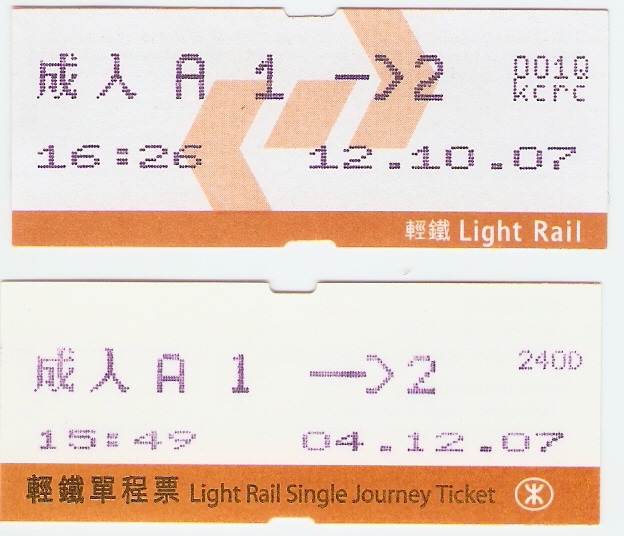 成人 A 1 → 2 001Q
kcrc
16:26 12.10.07
輕鐵 Light Rail
成人 A 1 → 2 240D
15:49 04.12.07
輕鐵單程票 Light Rail Single Journey Ticket